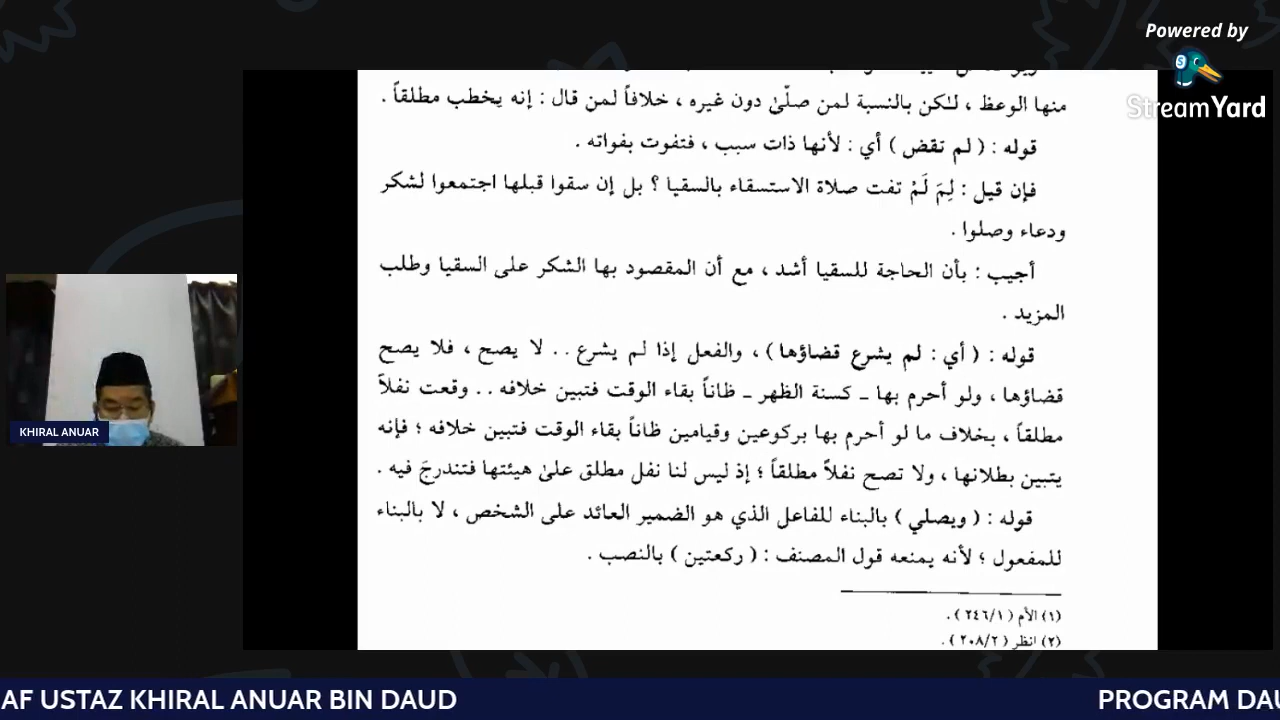 Powered by
StreamYard
منها الوعظ ، لكن بالنسبة لمن صلّىٰ دون غيره ، خلافاً لمن قال : إنه يخطب مطلقاً .
قوله : ( لم تقض ) أي : لأنها ذات سبب ، فتفوت بفواته .
فإن قيل : لِمَ لَمْ تفت صلاة الاستسقاء بالسقيا ؟ بل إن سقوا قبلها اجتمعوا لشكر
ودعاء وصلوا .
أجيب : بأن الحاجة للسقيا أشد ، مع أن المقصود بها الشكر على السقيا وطلب
المزيد .
قوله : ( أي : لم يشرع قضاؤها ) ، والفعل إذا لم يشرع .. لا يصح ، فلا يصح
قضاؤها ، ولو أحرم بها ـ كسنة الظهر ـ ظاناً بقاء الوقت فتبين خلافه .. وقعت نفلاً
مطلقاً ، بخلاف ما لو أحرم بها بركوعين وقيامين ظاناً بقاء الوقت فتبين خلافه ؛ فإنه
يتبين بطلانها ، ولا تصح نفلاً مطلقاً ؛ إذ ليس لنا نفل مطلق علىٰ هيئتها فتندرجَ فيه .
قوله : ( ويصلي ) بالبناء للفاعل الذي هو الضمير العائد على الشخص ، لا بالبناء
للمفعول ؛ لأنه يمنعه قول المصنف : ( ركعتين ) بالنصب .
(١) الأم ( ٢٤٦/١ ) .
(٢) انظر ( ٢٠٨/٢ ) .
KHIRAL ANUAR
AF USTAZ KHIRAL ANUAR BIN DAUD
PROGRAM DAU